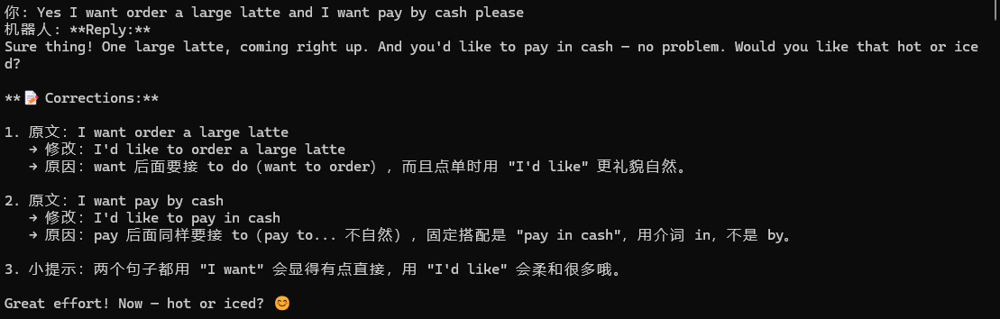 你: Yes I want order a large latte and I want pay by cash please
机器人: **Reply:**
Sure thing! One large latte, coming right up. And you'd like to pay in cash — no problem. Would you like that hot or ice
d?
**📝 Corrections:**
1. 原文: I want order a large latte
→ 修改: I'd like to order a large latte
→ 原因: want 后面要接 to do (want to order) ，而且点单时用 "I'd like" 更礼貌自然。
2. 原文: I want pay by cash
→ 修改: I'd like to pay in cash
→ 原因: pay 后面同样要接 to (pay to... 不自然) ，固定搭配是 "pay in cash"，用介词 in，不是 by。
3. 小提示: 两个句子都用 "I want" 会显得有点直接，用 "I'd like" 会柔和很多哦。
Great effort! Now — hot or iced? 😊